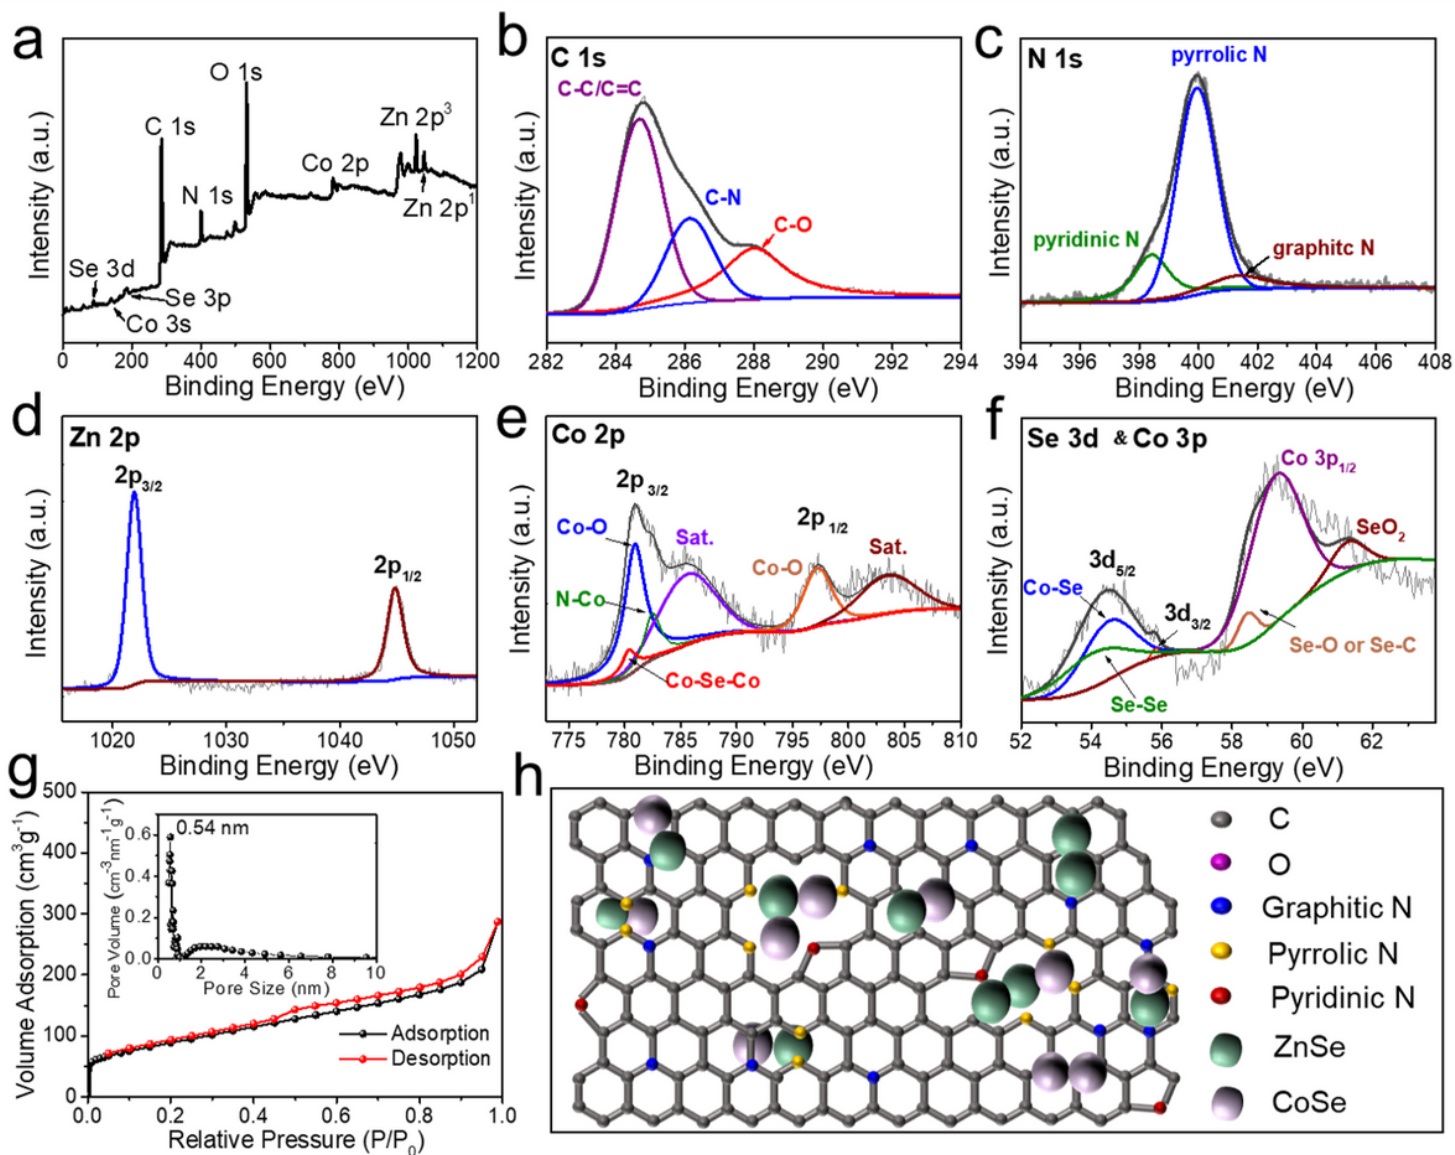 a
O 1s
C 1s
N 1s
Zn 2p³
Co 2p
Zn 2p¹
Se 3d
Se 3p
Co 3s
Intensity (a.u.)
0 200 400 600 800 1000 1200
Binding Energy (eV)
b
C 1s
C-C/C=C
C-N
C-O
Intensity (a.u.)
282 284 286 288 290 292 294
Binding Energy (eV)
c
N 1s
pyrrolic N
pyridinic N
graphitc N
Intensity (a.u.)
394 396 398 400 402 404 406 408
Binding Energy (eV)
d
Zn 2p
2p3/2
2p1/2
Intensity (a.u.)
1020 1030 1040 1050
Binding Energy (eV)
e
Co 2p
2p 3/2
2p 1/2
Co-O
Sat.
Co-O
Sat.
N-Co
Co-Se-Co
Intensity (a.u.)
775 780 785 790 795 800 805 810
Binding Energy (eV)
f
Se 3d & Co 3p
Co 3p1/2
SeO2
3d5/2
Co-Se
3d3/2
Se-O or Se-C
Se-Se
Intensity (a.u.)
52 54 56 58 60 62
Binding Energy (eV)
g
500
400
300
200
100
0
Volume Adsorption (cm³g⁻¹)
0.54 nm
0.6
0.4
0.2
0.0
Pore Volume (cm⁻³nm⁻¹g⁻¹)
0 2 4 6 8 10
Pore Size (nm)
Adsorption
Desorption
0.0 0.2 0.4 0.6 0.8 1.0
Relative Pressure (P/P0)
h
C
O
Graphitic N
Pyrrolic N
Pyridinic N
ZnSe
CoSe